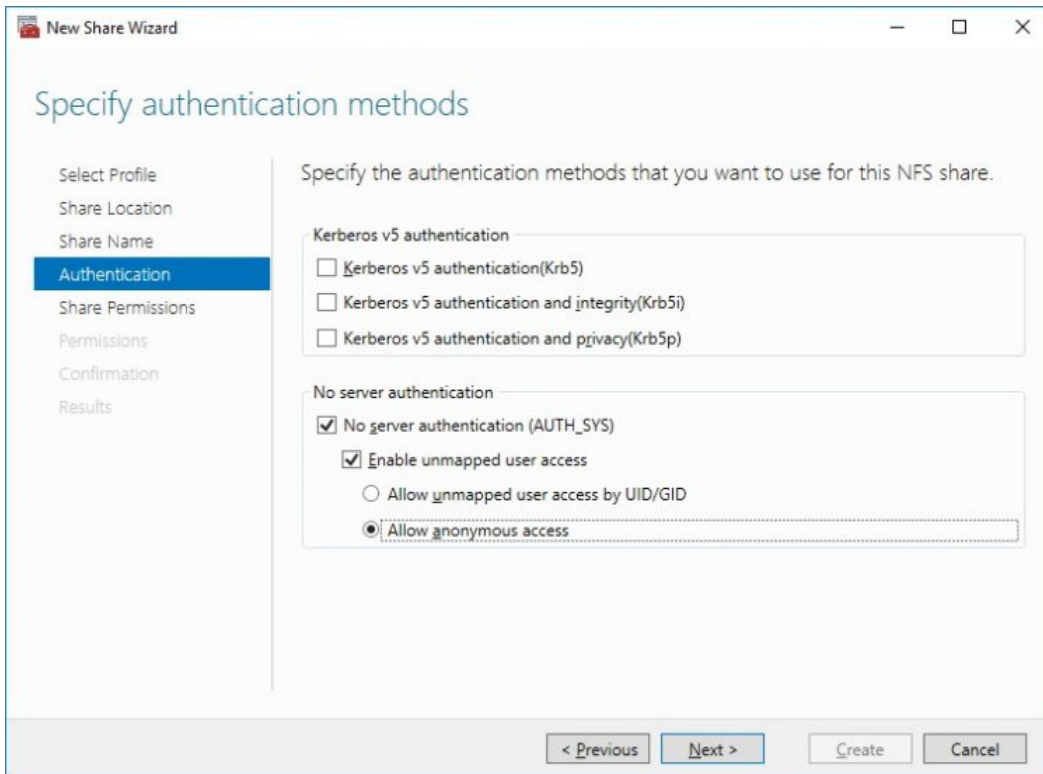 New Share Wizard
Specify authentication methods
Select Profile
Share Location
Share Name
Authentication
Share Permissions
Permissions
Confirmation
Results
Specify the authentication methods that you want to use for this NFS share.
Kerberos v5 authentication
Kerberos v5 authentication(Krb5)
Kerberos v5 authentication and integrity(Krb5i)
Kerberos v5 authentication and privacy(Krb5p)
No server authentication
No server authentication (AUTH_SYS)
Enable unmapped user access
Allow unmapped user access by UID/GID
Allow anonymous access
< Previous
Next >
Create
Cancel